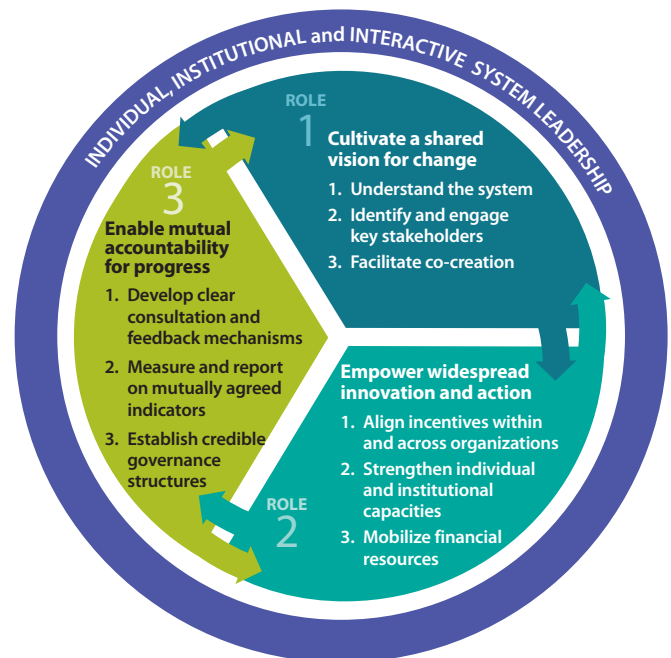 INDIVIDUAL, INSTITUTIONAL and INTERACTIVE SYSTEM LEADERSHIP
ROLE
1
Cultivate a shared
vision for change
1. Understand the system
2. Identify and engage
key stakeholders
3. Facilitate co-creation
ROLE
2
Empower widespread
innovation and action
1. Align incentives within
and across organizations
2. Strengthen individual
and institutional
capacities
3. Mobilize financial
resources
ROLE
3
Enable mutual
accountability
for progress
1. Develop clear
consultation and
feedback mechanisms
2. Measure and report
on mutually agreed
indicators
3. Establish credible
governance
structures